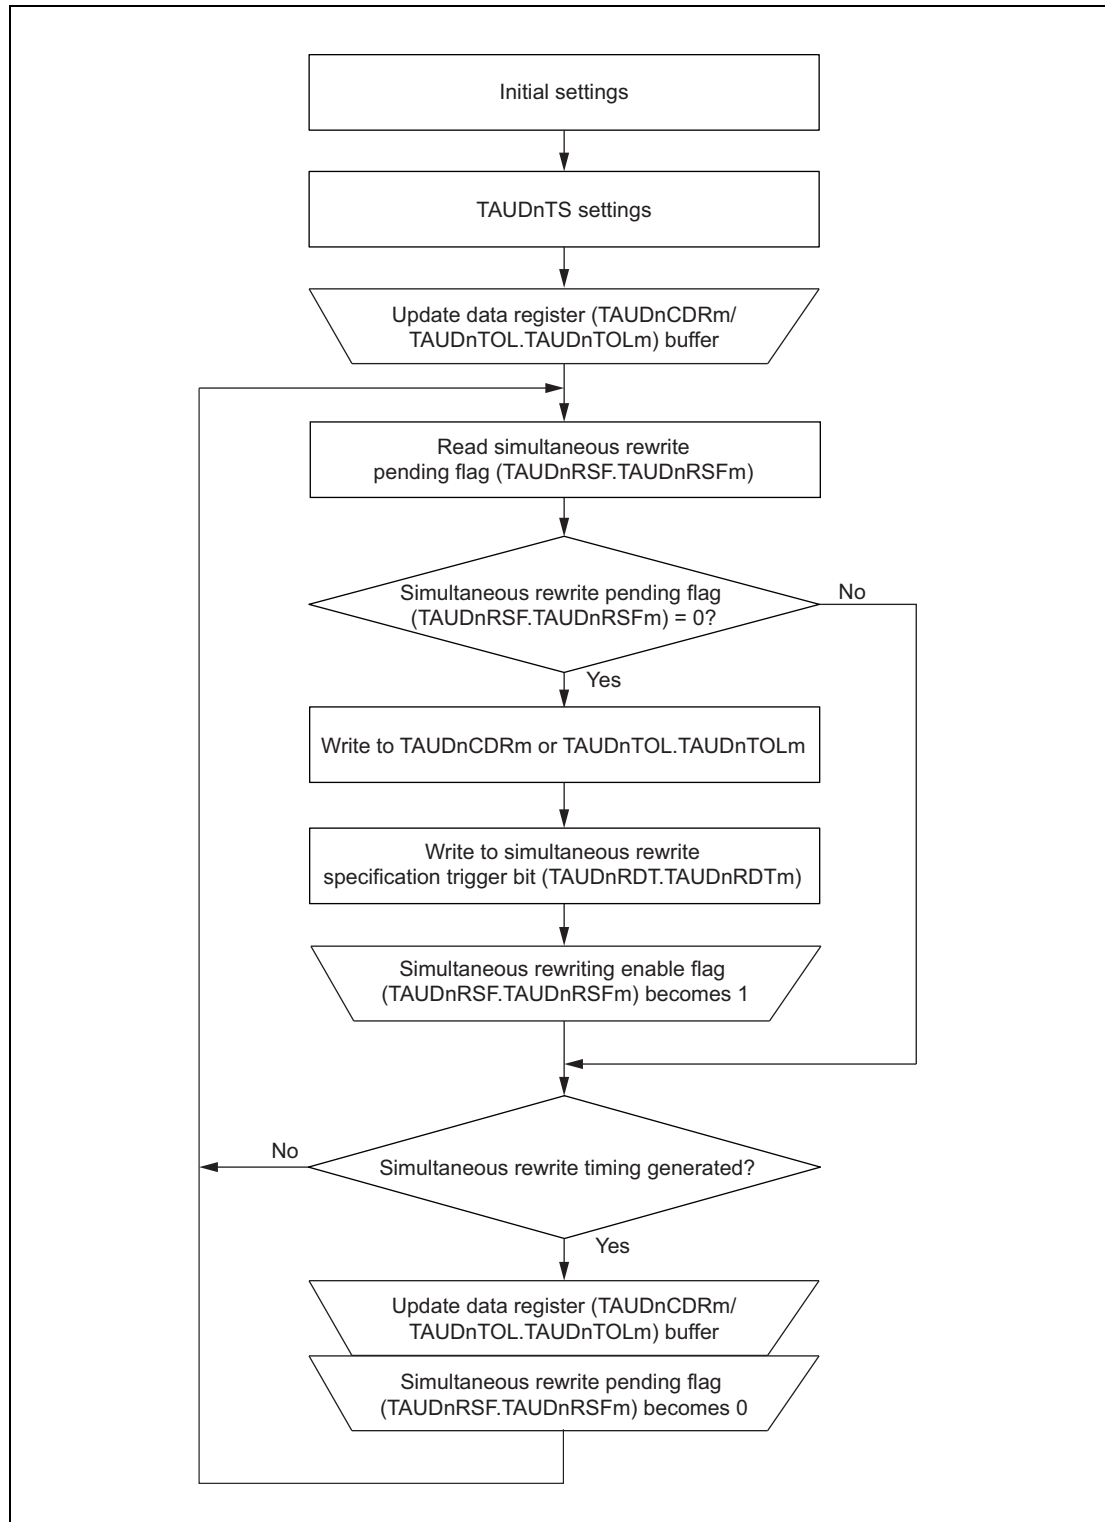 Initial settings
TAUDnTS settings
Update data register (TAUDnCDRm/
TAUDnTOL.TAUDnTOLm) buffer
Read simultaneous rewrite
pending flag (TAUDnRSF.TAUDnRSFm)
Simultaneous rewrite pending flag
(TAUDnRSF.TAUDnRSFm) = 0?
No
Yes
Write to TAUDnCDRm or TAUDnTOL.TAUDnTOLm
Write to simultaneous rewrite
specification trigger bit (TAUDnRDT.TAUDnRDTm)
Simultaneous rewriting enable flag
(TAUDnRSF.TAUDnRSFm) becomes 1
No
Simultaneous rewrite timing generated?
Yes
Update data register (TAUDnCDRm/
TAUDnTOL.TAUDnTOLm) buffer
Simultaneous rewrite pending flag
(TAUDnRSF.TAUDnRSFm) becomes 0